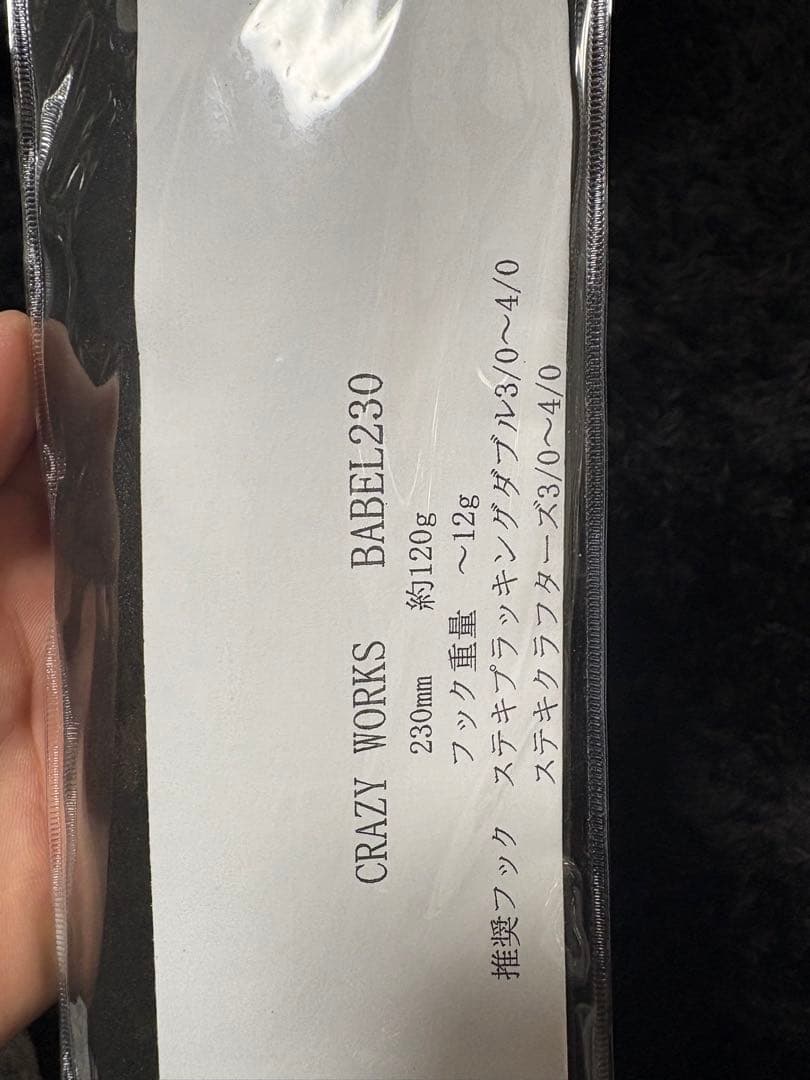 CRAZY WORKS BABEL230
230mm 約120g
フック重量 ～12g
推奨フック ステキプラッキングダブル3/0～4/0
ステキクラフターズ3/0～4/0